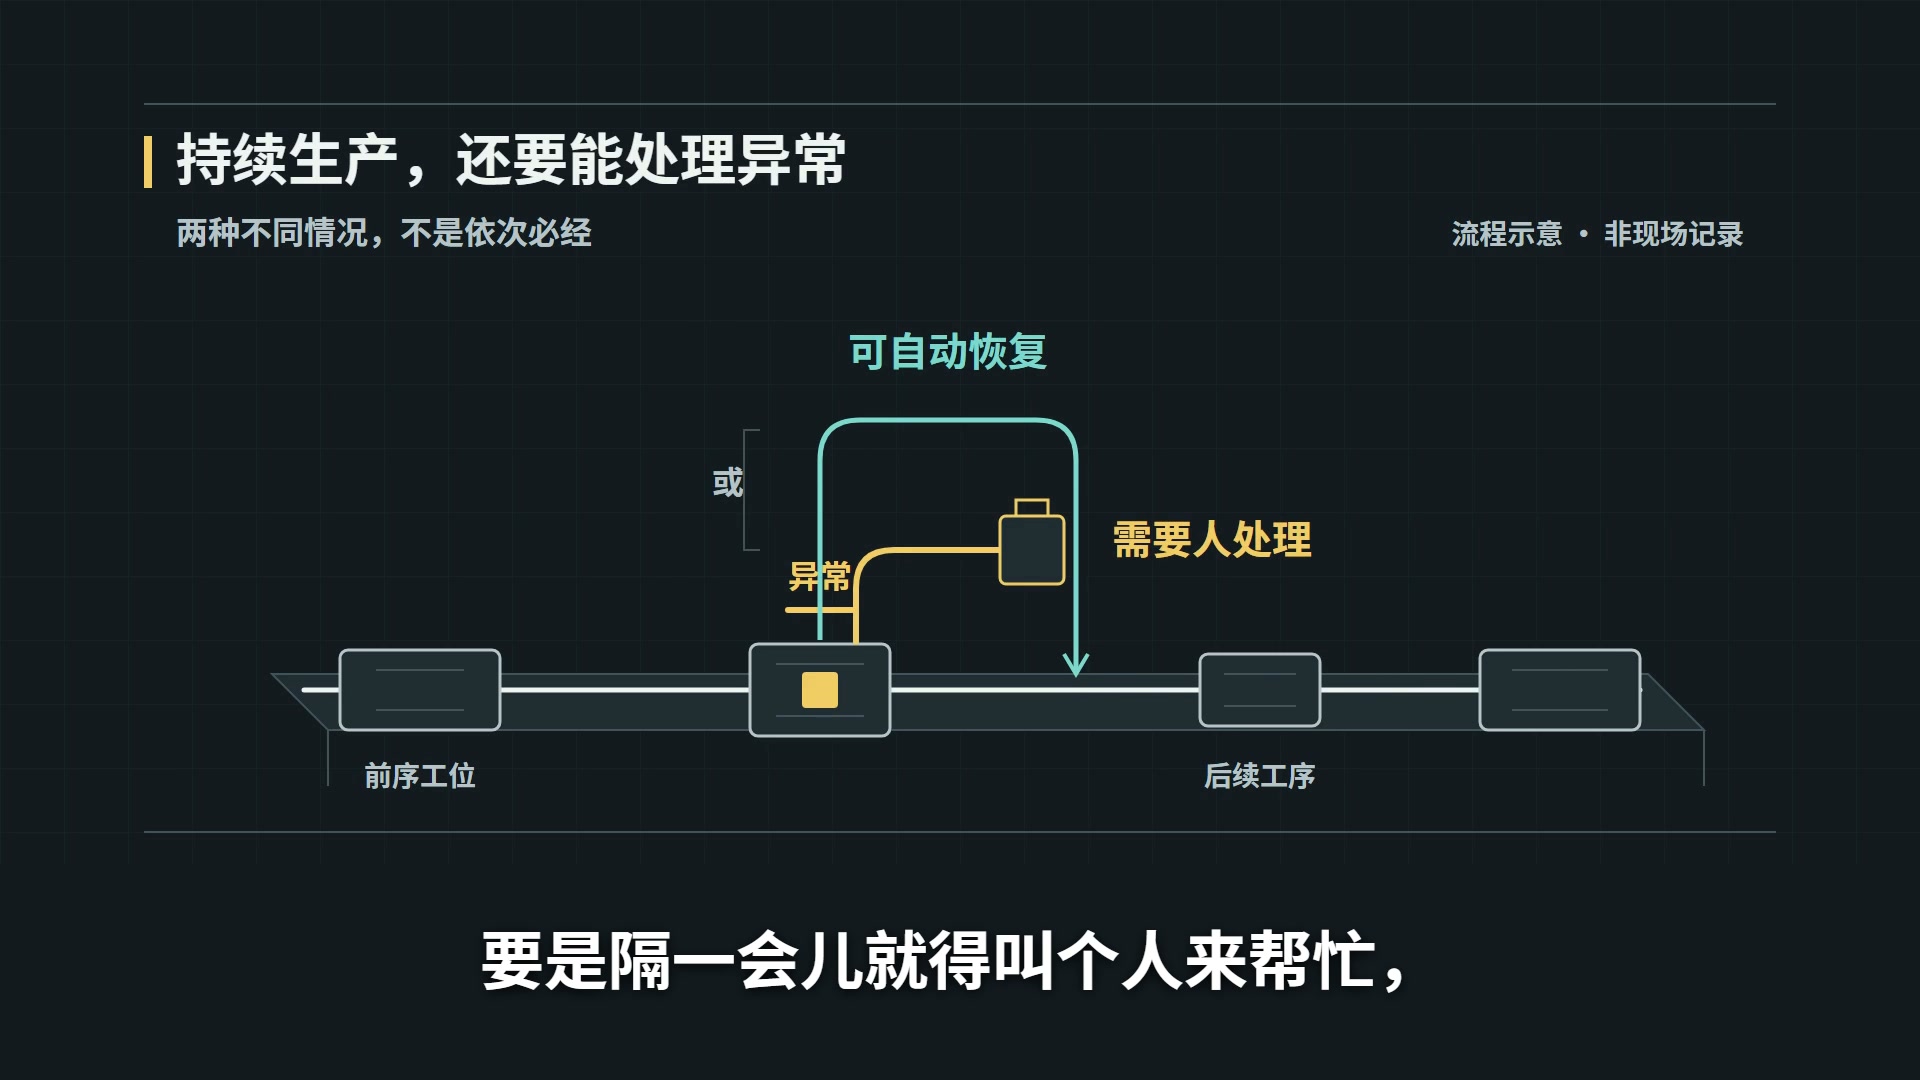 持续生产，还要能处理异常
两种不同情况，不是依次必经
流程示意 · 非现场记录
可自动恢复
或
需要人处理
异常
前序工位
后续工序
要是隔一会儿就得叫个人来帮忙，